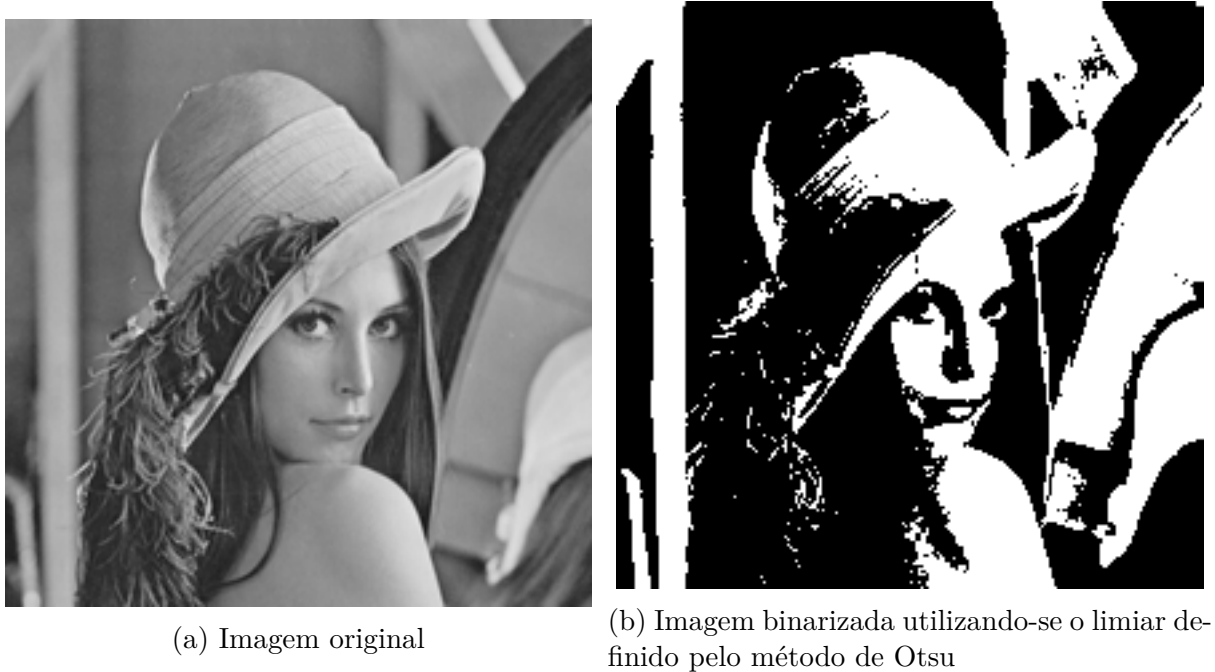 (a) Imagem original
(b) Imagem binarizada utilizando-se o limiar de-
finido pelo método de Otsu